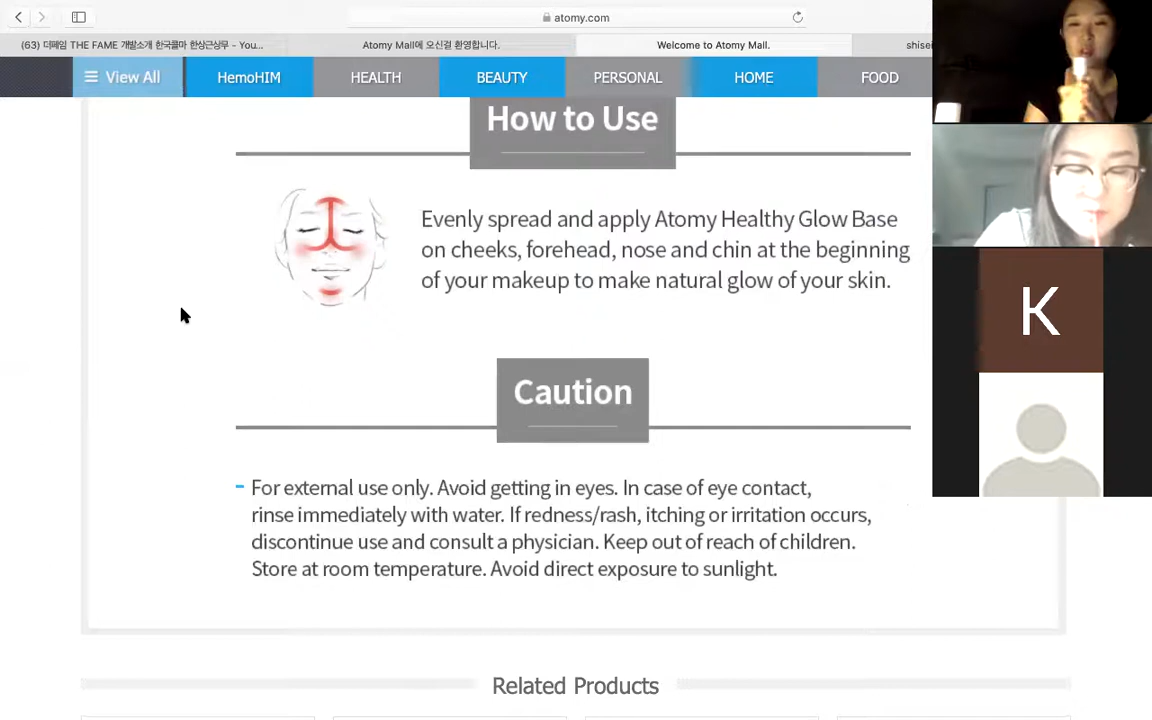 atomy.com
(63) 더페임 THE FAME 개발소개 한국콜마 한상근상무 - You...
Atomy Mall에 오신걸 환영합니다.
Welcome to Atomy Mall.
shisei
View All
HemoHIM
HEALTH
BEAUTY
PERSONAL
HOME
FOOD
How to Use
Evenly spread and apply Atomy Healthy Glow Base
on cheeks, forehead, nose and chin at the beginning
of your makeup to make natural glow of your skin.
K
Caution
- For external use only. Avoid getting in eyes. In case of eye contact,
rinse immediately with water. If redness/rash, itching or irritation occurs,
discontinue use and consult a physician. Keep out of reach of children.
Store at room temperature. Avoid direct exposure to sunlight.
Related Products